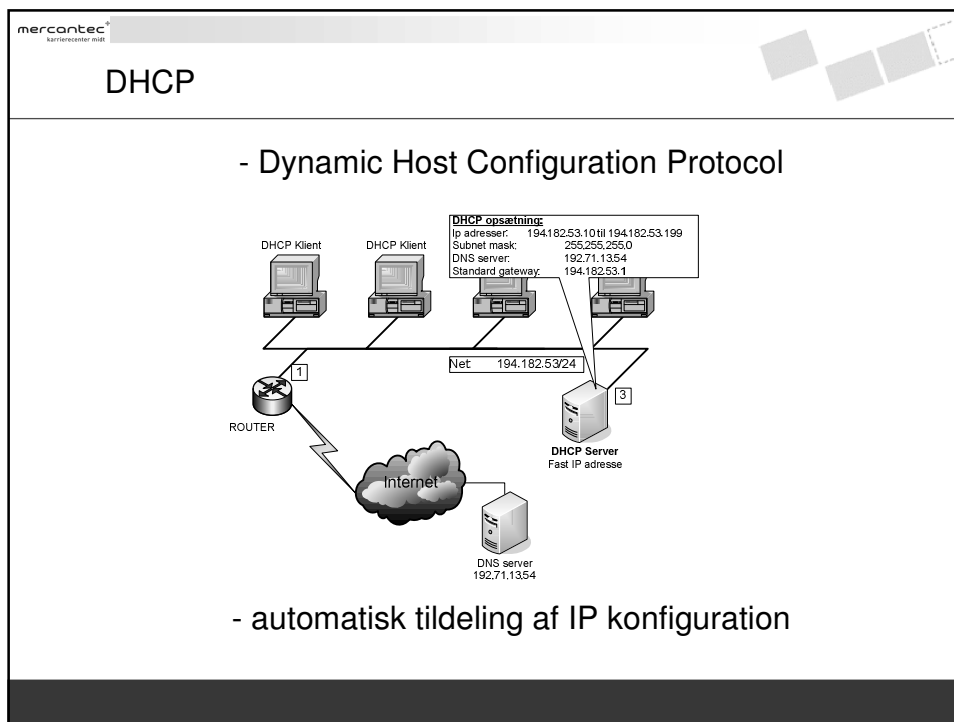 mercantec+
karrierecenter midt
DHCP
- Dynamic Host Configuration Protocol
DHCP opsætning:
Ip adresser: 194.182.53.10 til 194.182.53.199
Subnet mask: 255.255.255.0
DNS server: 192.71.13.54
Standard gateway: 194.182.53.1
DHCP Klient
DHCP Klient
Net 194.182.53/24
1
3
ROUTER
DHCP Server
Fast IP adresse
Internet
DNS server
192.71.13.54
- automatisk tildeling af IP konfiguration